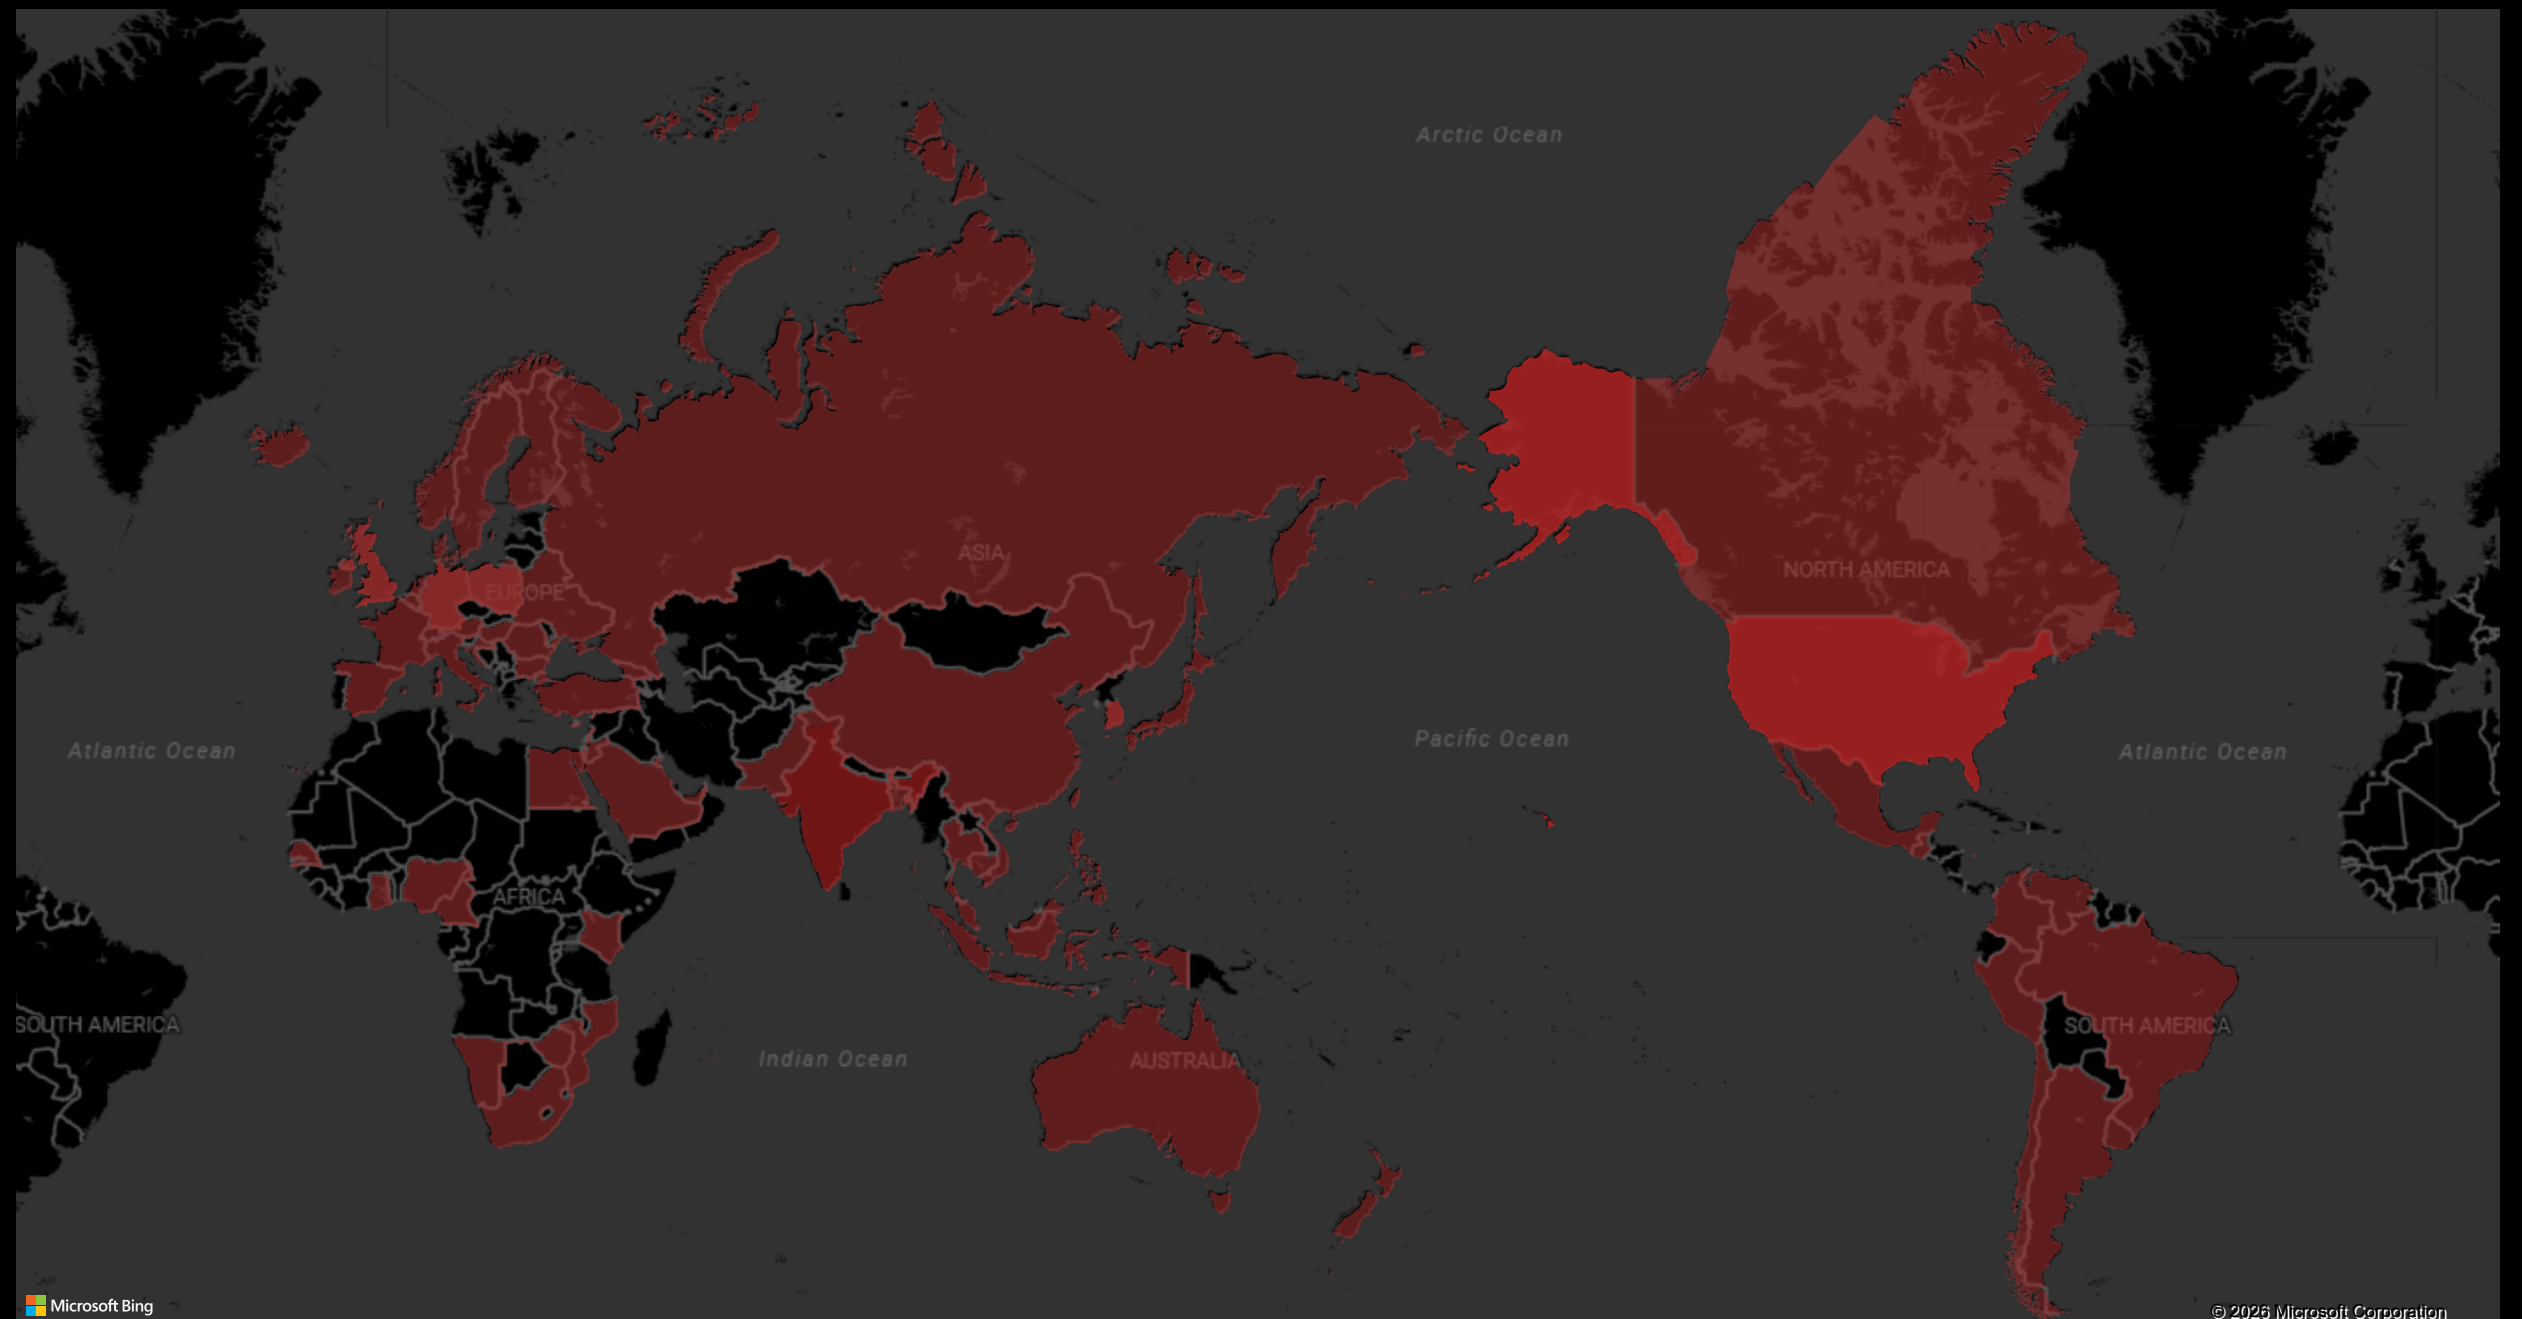 Arctic Ocean
ASIA
NORTH AMERICA
EUROPE
Pacific Ocean
Atlantic Ocean
Atlantic Ocean
AFRICA
SOUTH AMERICA
SOUTH AMERICA
Indian Ocean
AUSTRALIA
Microsoft Bing
© 2026 Microsoft Corporation